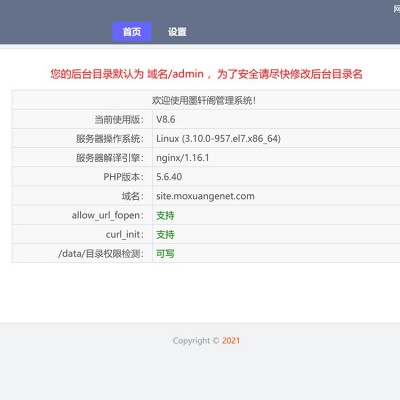 网
首页 设置
您的后台目录默认为 域名/admin ，为了安全请尽快修改后台目录名
欢迎使用墨轩阁管理系统！
当前使用版： V8.6
服务器操作系统： Linux (3.10.0-957.el7.x86_64)
服务器解译引擎： nginx/1.16.1
PHP版本： 5.6.40
域名： site.moxuangenet.com
allow_url_fopen： 支持
curl_init： 支持
/data/目录权限检测： 可写
Copyright © 2021